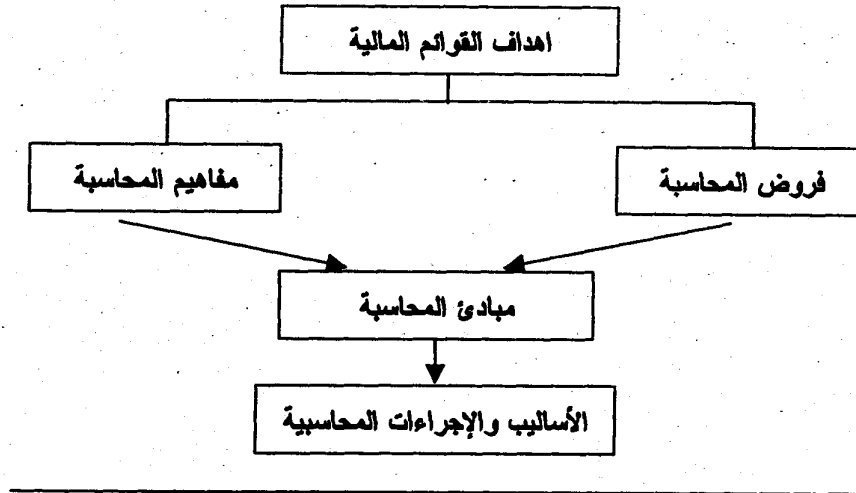 اهداف القوائم المالية
فروض المحاسبة
مفاهيم المحاسبة
مبادئ المحاسبة
الأساليب والإجراءات المحاسبية